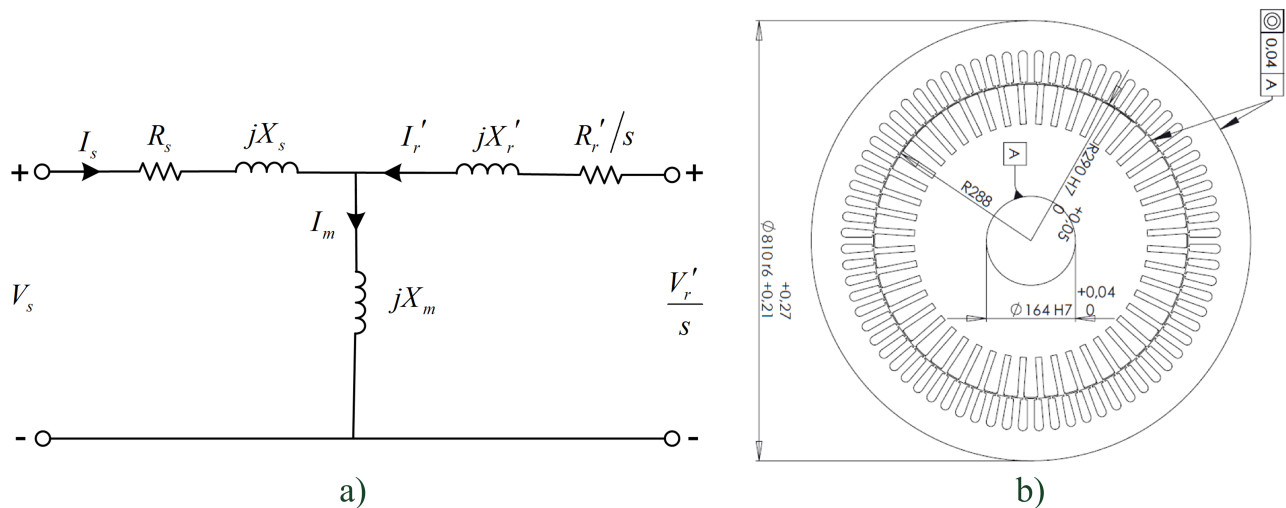 I_s R_s jX_s I_r' jX_r' R_r'/s
+ +
I_m
V_s jX_m V_r'/s
- -
a)
◎ 0,04 A
A
R290 H7 +0,05 0
R288
Ø810 r6 +0,27 +0,21
Ø164 H7 +0,04 0
b)